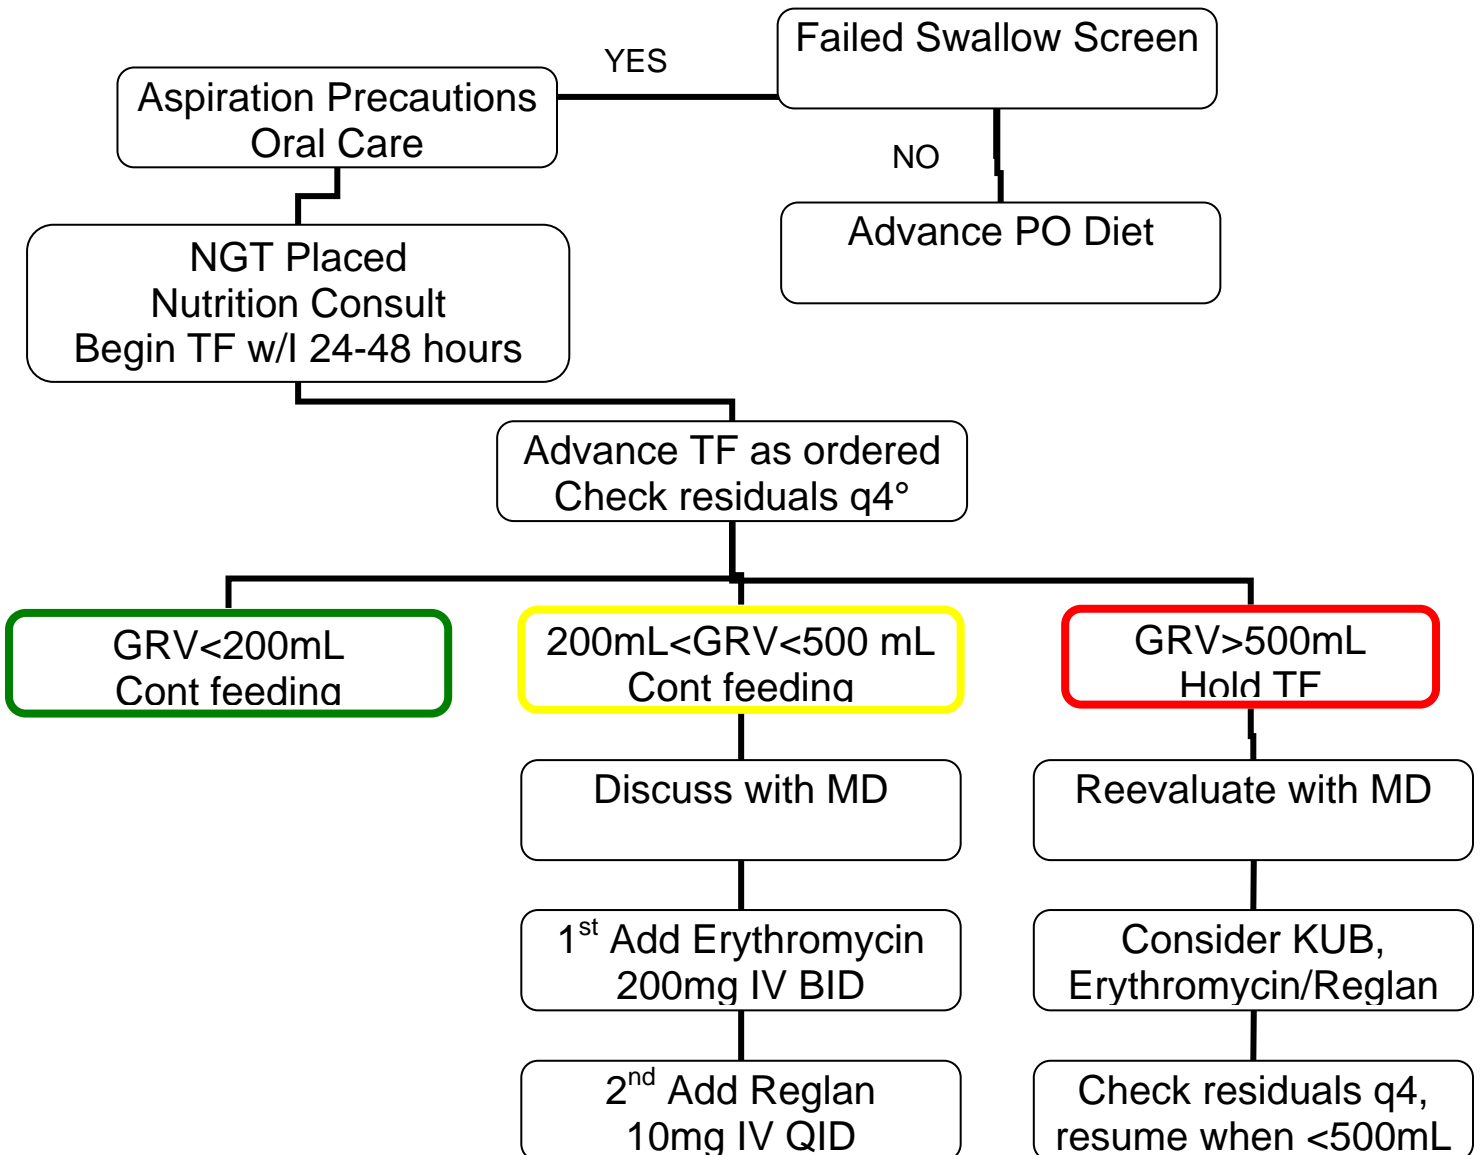 Failed Swallow Screen
YES
Aspiration Precautions
Oral Care
NO
Advance PO Diet
NGT Placed
Nutrition Consult
Begin TF w/I 24-48 hours
Advance TF as ordered
Check residuals q4°
GRV<200mL
Cont feeding
200mL<GRV<500 mL
Cont feeding
GRV>500mL
Hold TF
Discuss with MD
Reevaluate with MD
1st Add Erythromycin
200mg IV BID
Consider KUB,
Erythromycin/Reglan
2nd Add Reglan
10mg IV QID
Check residuals q4,
resume when <500mL